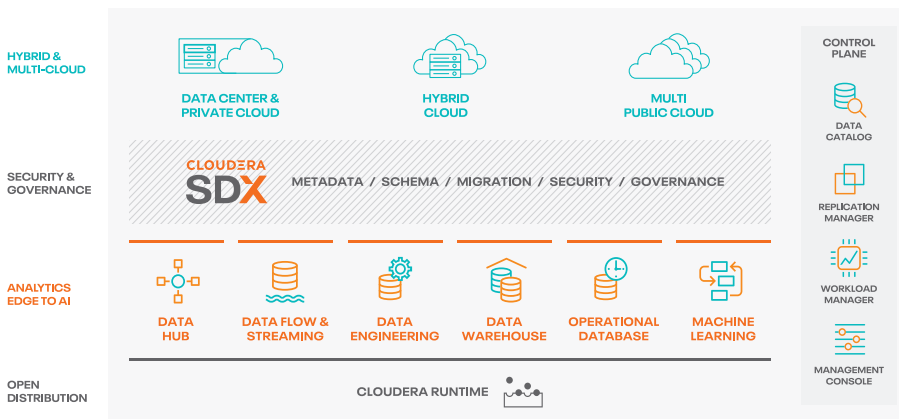 HYBRID &
MULTI-CLOUD
DATA CENTER &
PRIVATE CLOUD
HYBRID
CLOUD
MULTI
PUBLIC CLOUD
SECURITY &
GOVERNANCE
CLOUDERA
SDX
METADATA / SCHEMA / MIGRATION / SECURITY / GOVERNANCE
ANALYTICS
EDGE TO AI
DATA
HUB
DATA FLOW &
STREAMING
DATA
ENGINEERING
DATA
WAREHOUSE
OPERATIONAL
DATABASE
MACHINE
LEARNING
OPEN
DISTRIBUTION
CLOUDERA RUNTIME
CONTROL
PLANE
DATA
CATALOG
REPLICATION
MANAGER
WORKLOAD
MANAGER
MANAGEMENT
CONSOLE